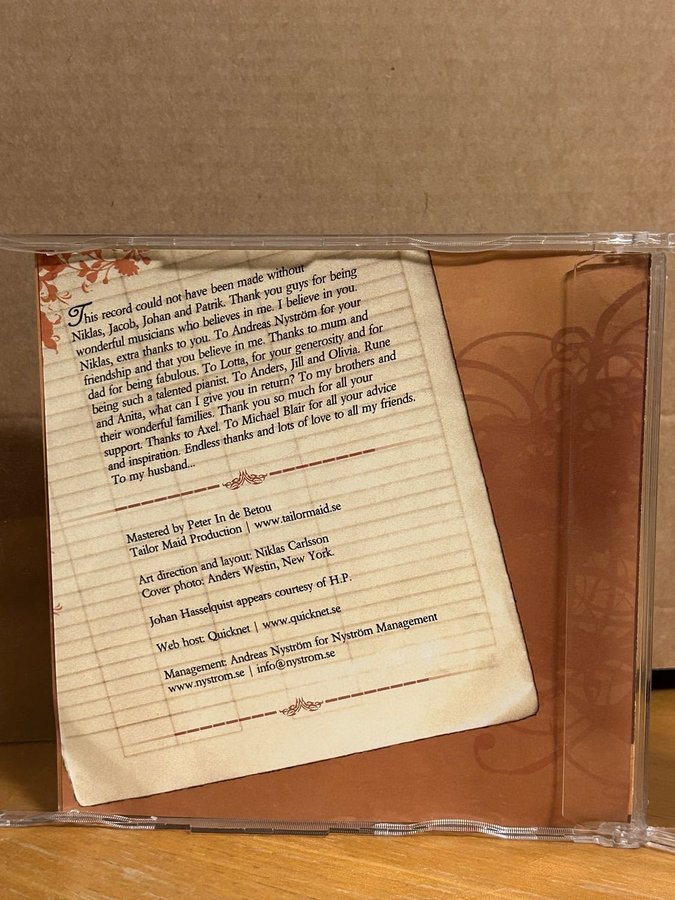 This record could not have been made without
Niklas, Jacob, Johan and Patrik. Thank you guys for being
wonderful musicians who believes in me. I believe in you.
Niklas, extra thanks to you. To Andreas Nyström for your
friendship and that you believe in me. Thanks to mum and
dad for being fabulous. To Lotta, for your generosity and for
being such a talented pianist. To Anders, Jill and Olivia. Rune
and Anita, what can I give you in return? To my brothers and
their wonderful families. Thank you so much for all your
support. Thanks to Axel. To Michael Blair for all your advice
and inspiration. Endless thanks and lots of love to all my friends.
To my husband...
Mastered by Peter In de Betou
Tailor Maid Production | www.tailormaid.se
Art direction and layout: Niklas Carlsson
Cover photo: Anders Westin, New York.
Johan Hasselquist appears courtesy of H.P.
Web host: Quicknet | www.quicknet.se
Management: Andreas Nyström for Nyström Management
www.nystrom.se | info@nystrom.se